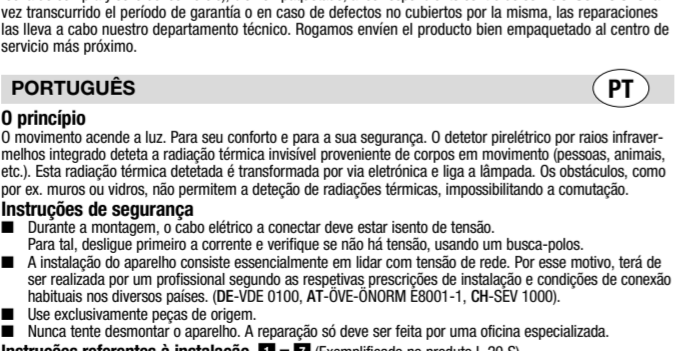 vez transcurrido el período de garantía o en caso de defectos no cubiertos por la misma, las reparaciones
las lleva a cabo nuestro departamento técnico. Rogamos envíen el producto bien empaquetado al centro de
servicio más próximo.
PORTUGUÊS PT
O princípio
O movimento acende a luz. Para seu conforto e para a sua segurança. O detetor pirelétrico por raios infraver-
melhos integrado deteta a radiação térmica invisível proveniente de corpos em movimento (pessoas, animais,
etc.). Esta radiação térmica detetada é transformada por via eletrónica e liga a lâmpada. Os obstáculos, como
por ex. muros ou vidros, não permitem a deteção de radiações térmicas, impossibilitando a comutação.
Instruções de segurança
■ Durante a montagem, o cabo elétrico a conectar deve estar isento de tensão.
Para tal, desligue primeiro a corrente e verifique se não há tensão, usando um busca-polos.
■ A instalação do aparelho consiste essencialmente em lidar com tensão de rede. Por esse motivo, terá de
ser realizada por um profissional segundo as respetivas prescrições de instalação e condições de conexão
habituais nos diversos países. (DE-VDE 0100, AT-ÖVE-ÖNORM E8001-1, CH-SEV 1000).
■ Use exclusivamente peças de origem.
■ Nunca tente desmontar o aparelho. A reparação só deve ser feita por uma oficina especializada.
Instruções referentes à instalação 1 – 7 (Exemplificado no produto L 20 S)